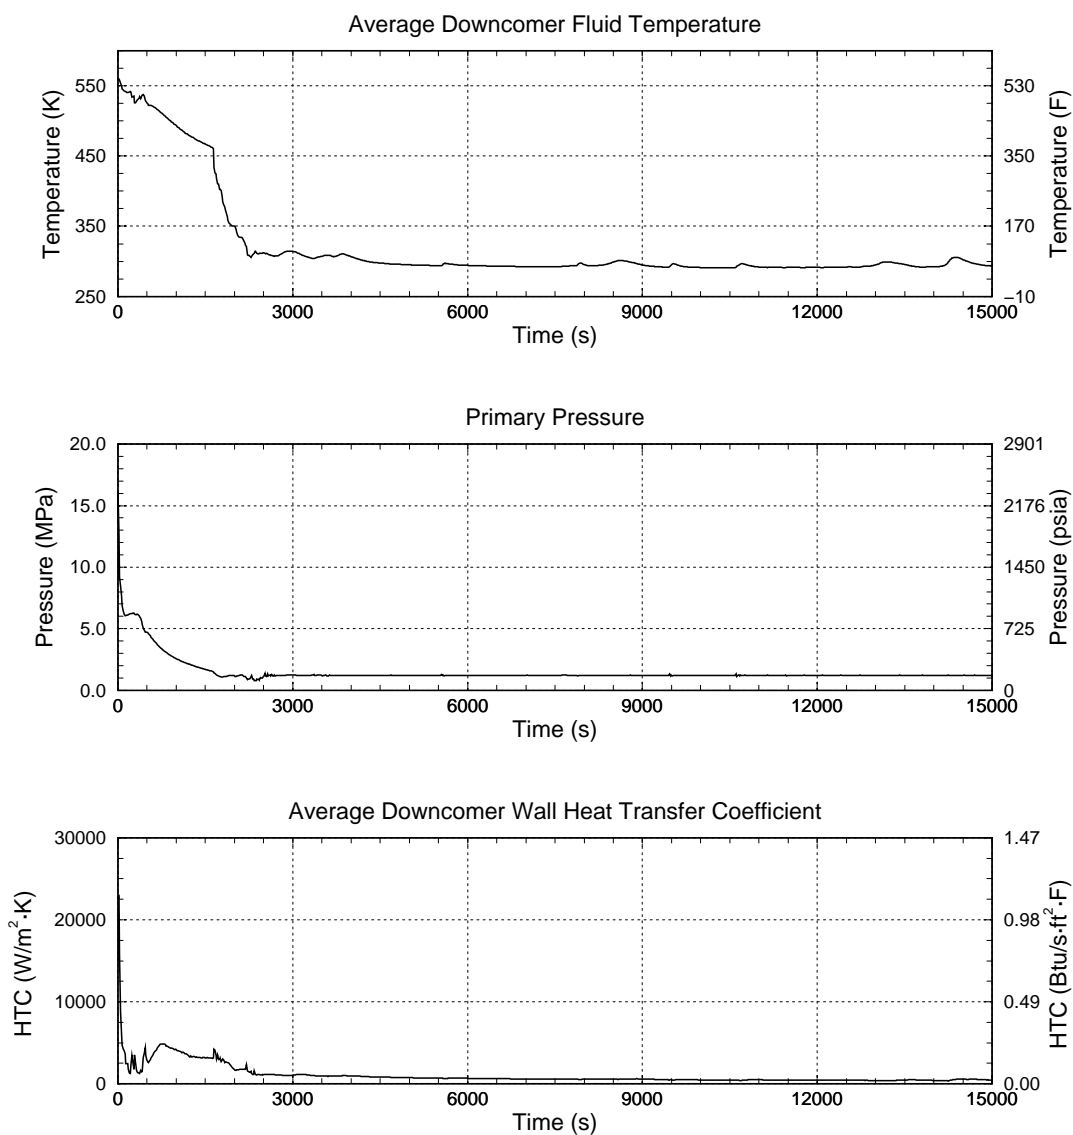 Average Downcomer Fluid Temperature
550 530
450 350
350 170
250 −10
Temperature (K)
Temperature (F)
0 3000 6000 9000 12000 15000
Time (s)
Primary Pressure
20.0 2901
15.0 2176
10.0 1450
5.0 725
0.0 0
Pressure (MPa)
Pressure (psia)
0 3000 6000 9000 12000 15000
Time (s)
Average Downcomer Wall Heat Transfer Coefficient
30000 1.47
20000 0.98
10000 0.49
0 0.00
HTC (W/m²·K)
HTC (Btu/s·ft²·F)
0 3000 6000 9000 12000 15000
Time (s)